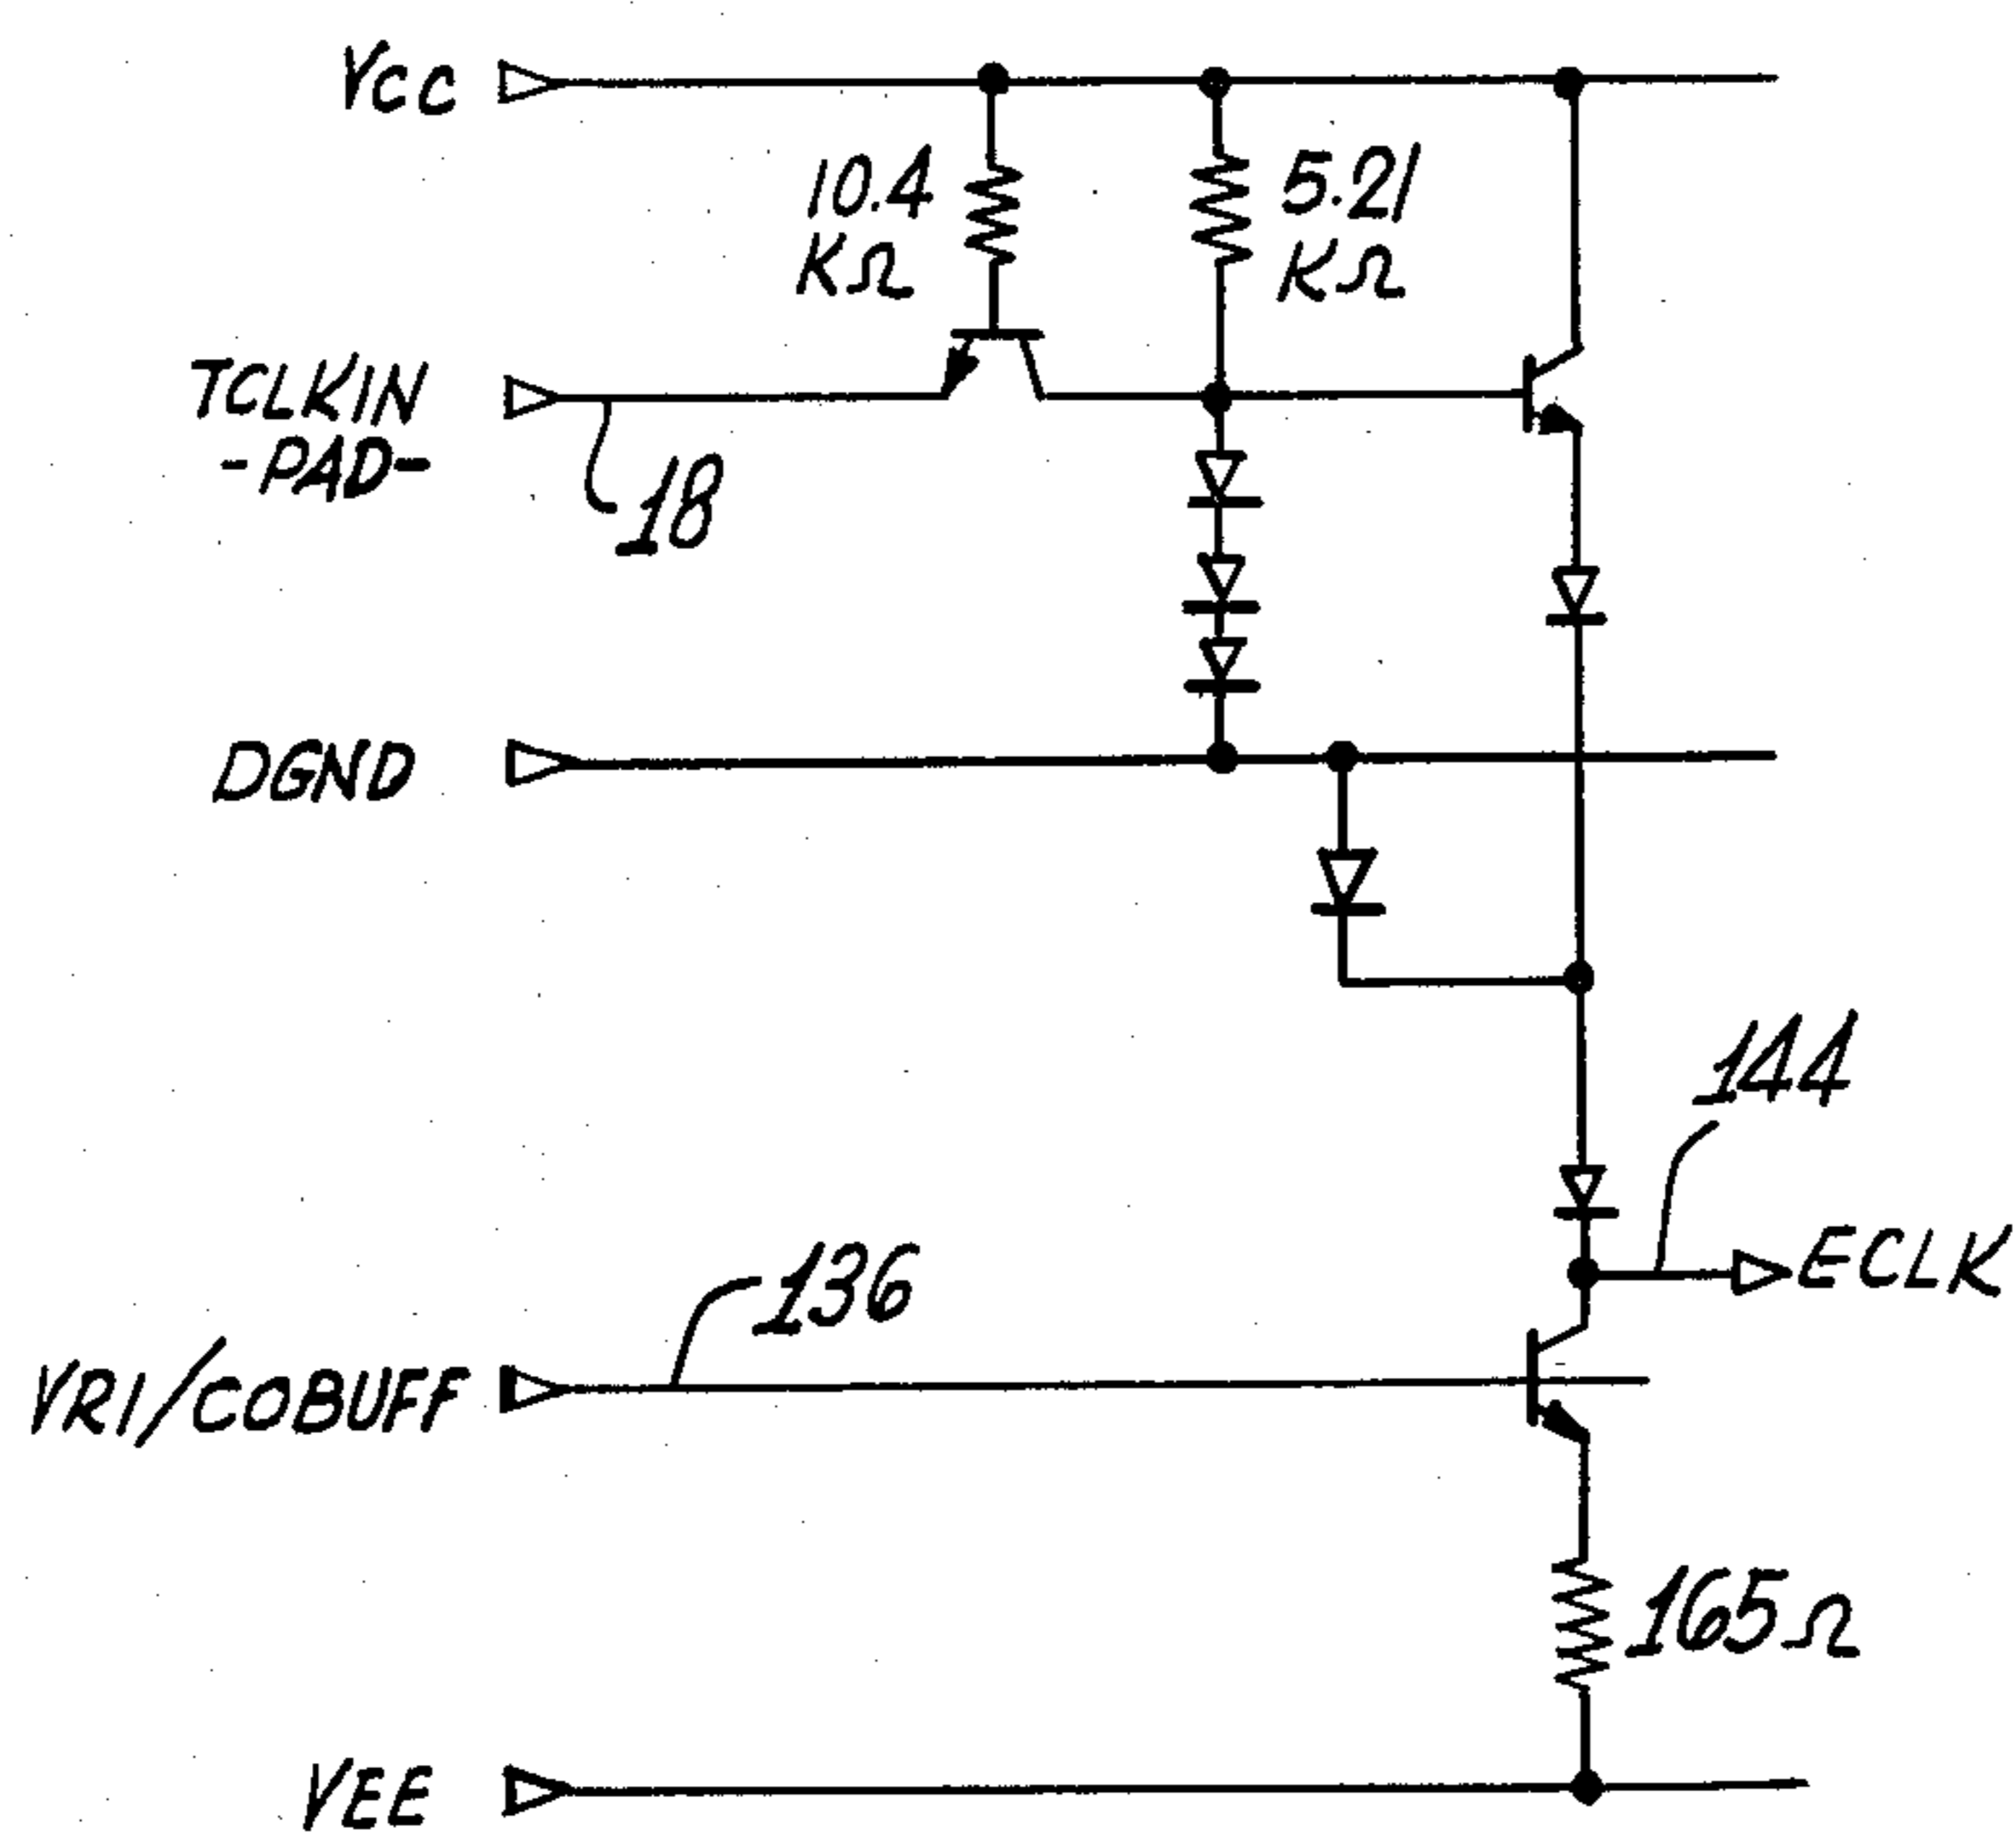 VCC
10.4
KΩ
5.21
KΩ
TCLKIN
-PAD-
18
DGND
144
ECLK
136
VRI/COBUFF
165Ω
VEE